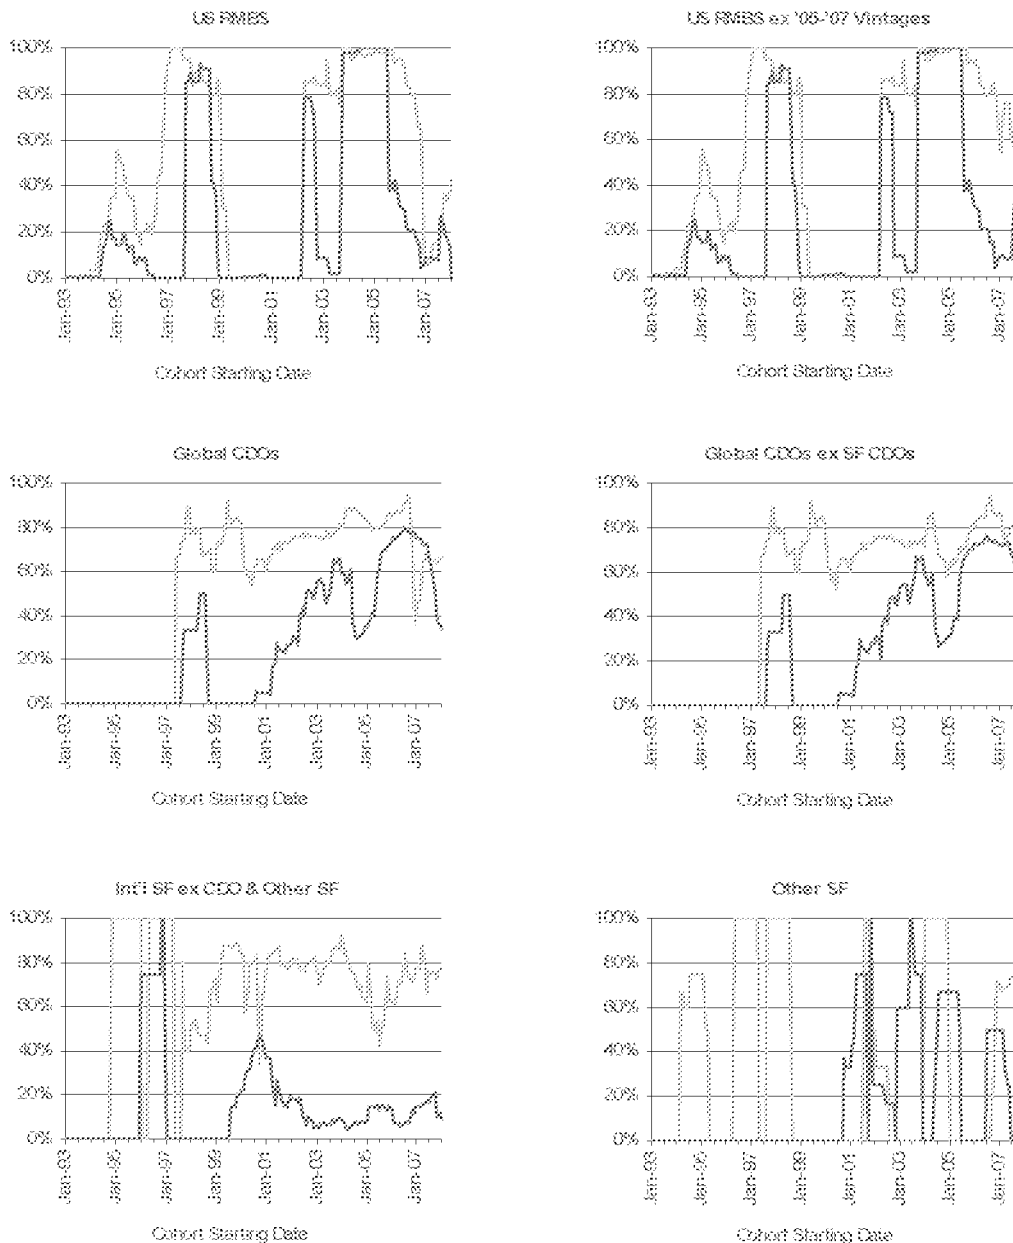 US RMBS
100%
80%
60%
40%
20%
0%
Jan-93
Jan-95
Jan-97
Jan-99
Jan-01
Jan-03
Jan-05
Jan-07
Cohort Starting Date
US RMBS ex '06-'07 Vintages
100%
80%
60%
40%
20%
0%
Jan-93
Jan-95
Jan-97
Jan-99
Jan-01
Jan-03
Jan-05
Jan-07
Cohort Starting Date
Global CDOs
100%
80%
60%
40%
20%
0%
Jan-93
Jan-95
Jan-97
Jan-99
Jan-01
Jan-03
Jan-05
Jan-07
Cohort Starting Date
Global CDOs ex SF CDOs
100%
80%
60%
40%
20%
0%
Jan-93
Jan-95
Jan-97
Jan-99
Jan-01
Jan-03
Jan-05
Jan-07
Cohort Starting Date
Int'l SF ex CDO & Other SF
100%
80%
60%
40%
20%
0%
Jan-93
Jan-95
Jan-97
Jan-99
Jan-01
Jan-03
Jan-05
Jan-07
Cohort Starting Date
Other SF
100%
80%
60%
40%
20%
0%
Jan-93
Jan-95
Jan-97
Jan-99
Jan-01
Jan-03
Jan-05
Jan-07
Cohort Starting Date